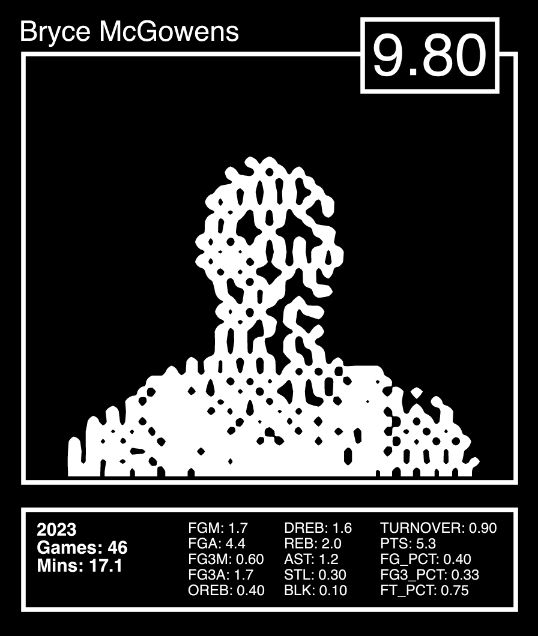 Bryce McGowens
9.80
2023
Games: 46
Mins: 17.1
FGM: 1.7
FGA: 4.4
FG3M: 0.60
FG3A: 1.7
OREB: 0.40
DREB: 1.6
REB: 2.0
AST: 1.2
STL: 0.30
BLK: 0.10
TURNOVER: 0.90
PTS: 5.3
FG_PCT: 0.40
FG3_PCT: 0.33
FT_PCT: 0.75